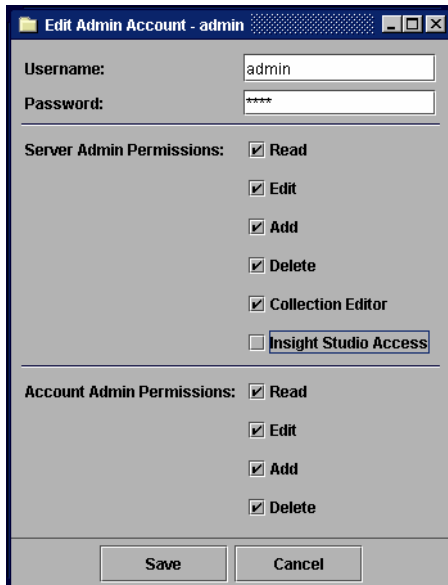 Edit Admin Account - admin
Username: admin
Password: ****
Server Admin Permissions: Read
Edit
Add
Delete
Collection Editor
Insight Studio Access
Account Admin Permissions: Read
Edit
Add
Delete
Save Cancel